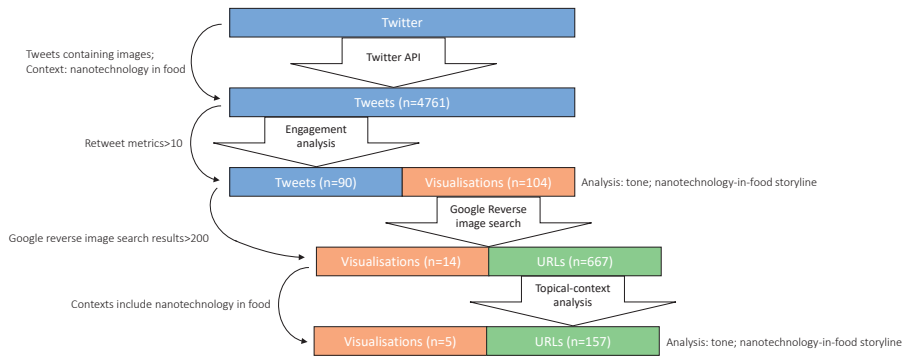 Twitter
Tweets containing images;
Context: nanotechnology in food
Twitter API
Tweets (n=4761)
Retweet metrics>10
Engagement
analysis
Tweets (n=90)
Visualisations (n=104)
Analysis: tone; nanotechnology-in-food storyline
Google reverse image search results>200
Google Reverse
image search
Visualisations (n=14)
URLs (n=667)
Contexts include nanotechnology in food
Topical-context
analysis
Visualisations (n=5)
URLs (n=157)
Analysis: tone; nanotechnology-in-food storyline